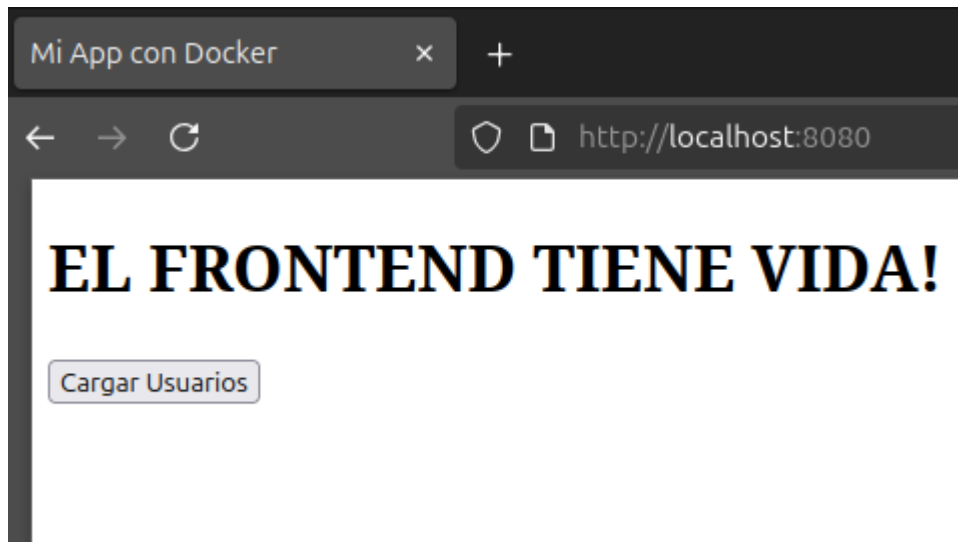 Mi App con Docker
http://localhost:8080
EL FRONTEND TIENE VIDA!
Cargar Usuarios